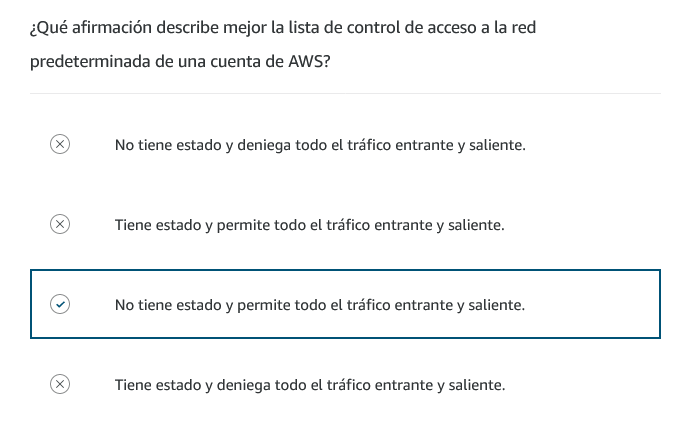 ¿Qué afirmación describe mejor la lista de control de acceso a la red
predeterminada de una cuenta de AWS?
No tiene estado y deniega todo el tráfico entrante y saliente.
Tiene estado y permite todo el tráfico entrante y saliente.
No tiene estado y permite todo el tráfico entrante y saliente.
Tiene estado y deniega todo el tráfico entrante y saliente.